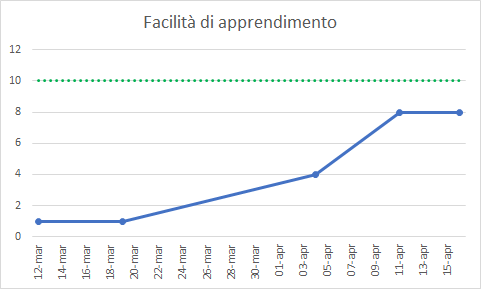 Facilità di apprendimento
12
10
8
6
4
2
0
12-mar
14-mar
16-mar
18-mar
20-mar
22-mar
24-mar
26-mar
28-mar
30-mar
01-apr
03-apr
05-apr
07-apr
09-apr
11-apr
13-apr
15-apr